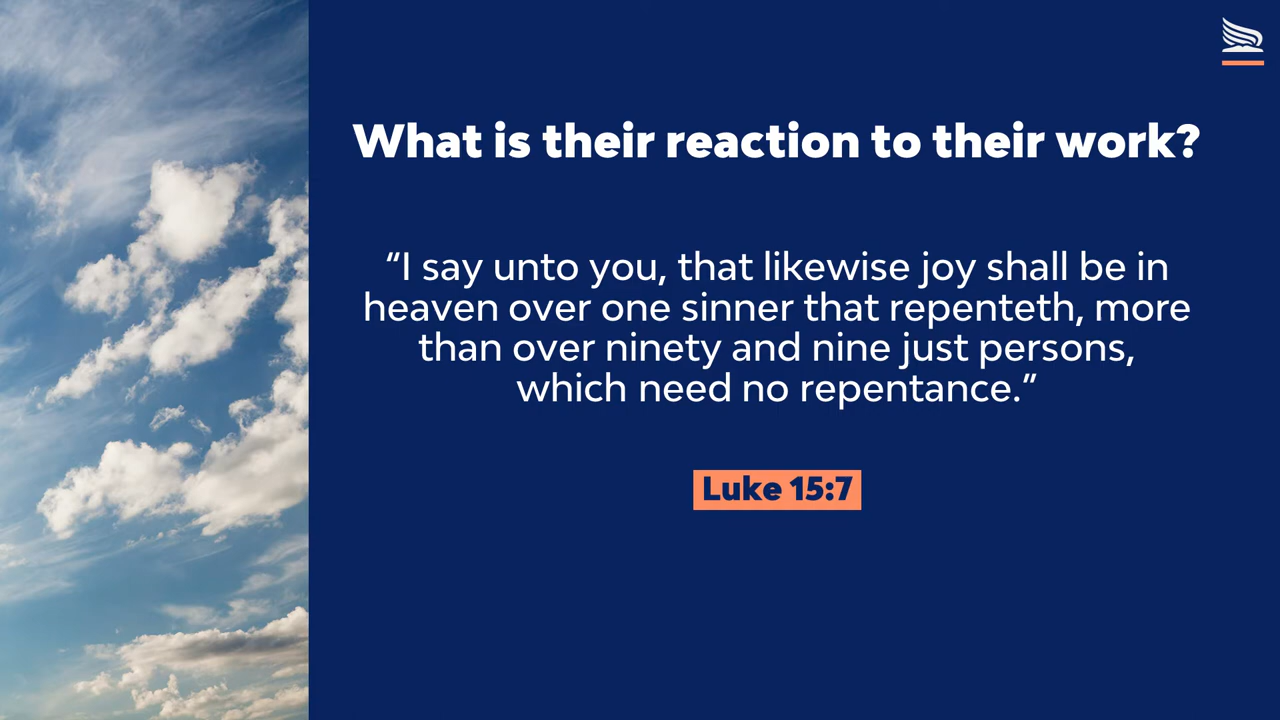 What is their reaction to their work?
“I say unto you, that likewise joy shall be in
heaven over one sinner that repenteth, more
than over ninety and nine just persons,
which need no repentance.”
Luke 15:7